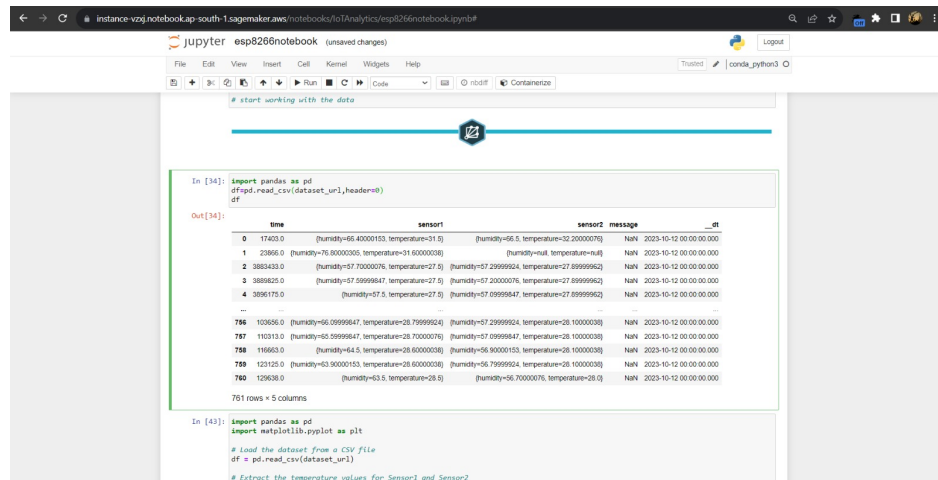 instance-vzxj.notebook.ap-south-1.sagemaker.aws/notebooks/IoTAnalytics/esp8266notebook.ipynb#
off
jupyter esp8266notebook (unsaved changes)
Logout
File Edit View Insert Cell Kernel Widgets Help
Trusted conda_python3
Run Code nbdiff Containerize
# start working with the data
In [34]: import pandas as pd
df=pd.read_csv(dataset_url,header=0)
df
Out[34]:
time sensor1 sensor2 message __dt
0 17403.0 {humidity=66.40000153, temperature=31.5} {humidity=66.5, temperature=32.20000076} NaN 2023-10-12 00:00:00.000
1 23866.0 {humidity=76.80000305, temperature=31.60000038} {humidity=null, temperature=null} NaN 2023-10-12 00:00:00.000
2 3883433.0 {humidity=57.70000076, temperature=27.5} {humidity=57.29999924, temperature=27.89999962} NaN 2023-10-12 00:00:00.000
3 3889825.0 {humidity=57.59999847, temperature=27.5} {humidity=57.20000076, temperature=27.89999962} NaN 2023-10-12 00:00:00.000
4 3896175.0 {humidity=57.5, temperature=27.5} {humidity=57.09999847, temperature=27.89999962} NaN 2023-10-12 00:00:00.000
... ... ... ... ... ...
756 103656.0 {humidity=66.09999847, temperature=28.79999924} {humidity=57.29999924, temperature=28.10000038} NaN 2023-10-12 00:00:00.000
757 110313.0 {humidity=65.59999847, temperature=28.70000076} {humidity=57.09999847, temperature=28.10000038} NaN 2023-10-12 00:00:00.000
758 116663.0 {humidity=64.5, temperature=28.60000038} {humidity=56.90000153, temperature=28.10000038} NaN 2023-10-12 00:00:00.000
759 123125.0 {humidity=63.90000153, temperature=28.60000038} {humidity=56.79999924, temperature=28.10000038} NaN 2023-10-12 00:00:00.000
760 129638.0 {humidity=63.5, temperature=28.5} {humidity=56.70000076, temperature=28.0} NaN 2023-10-12 00:00:00.000
761 rows × 5 columns
In [43]: import pandas as pd
import matplotlib.pyplot as plt
# Load the dataset from a CSV file
df = pd.read_csv(dataset_url)
# Extract the temperature values for Sensor1 and Sensor2